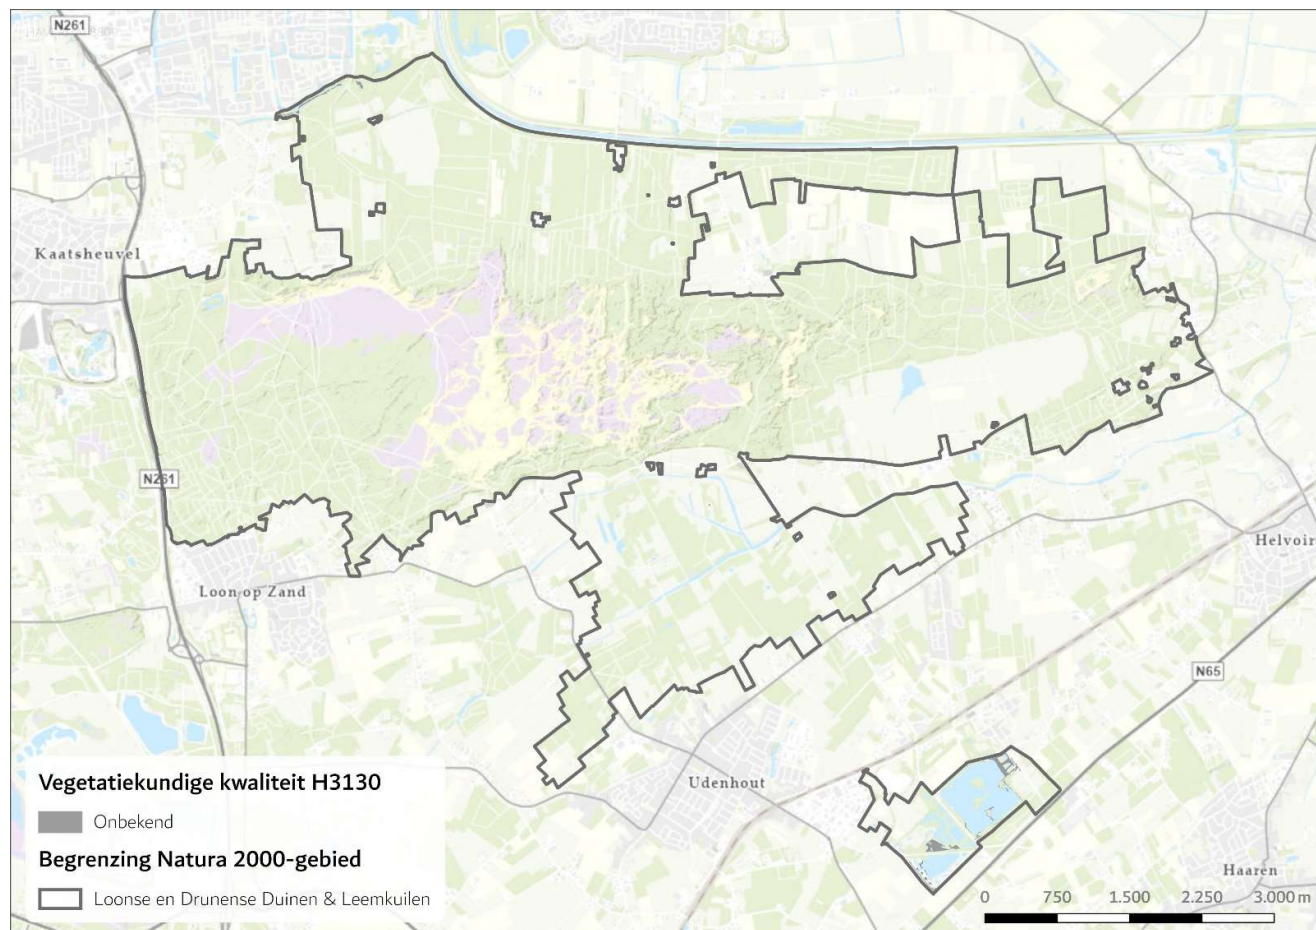 N261
Kaatsheuvel
N261
Loon op Zand
Helvoir
N65
Udenhout
Haaren
Vegetatiekundige kwaliteit H3130
Onbekend
Begrenzing Natura 2000-gebied
Loonse en Drunense Duinen & Leemkuilen
0 750 1.500 2.250 3.000 m